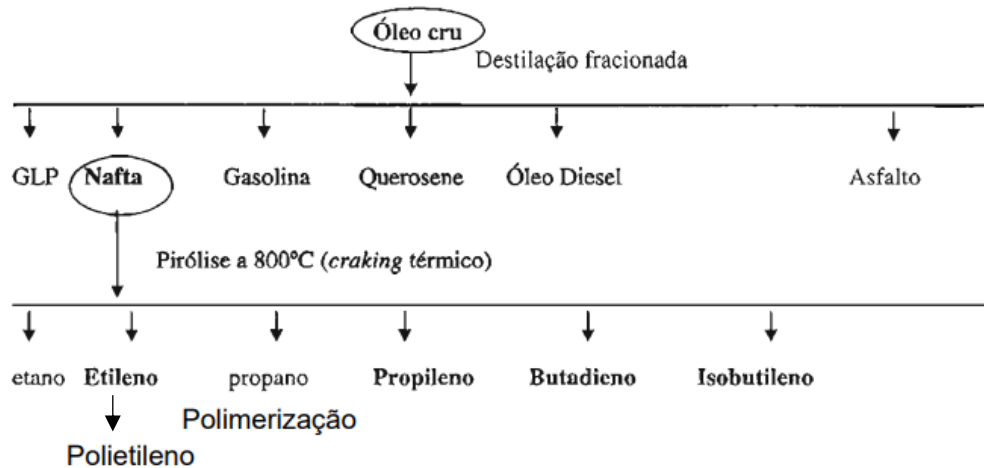 Óleo cru
Destilação fracionada
GLP Nafta Gasolina Querosene Óleo Diesel Asfalto
Pirólise a 800ºC (craking térmico)
etano Etileno propano Propileno Butadieno Isobutileno
Polimerização
Polietileno